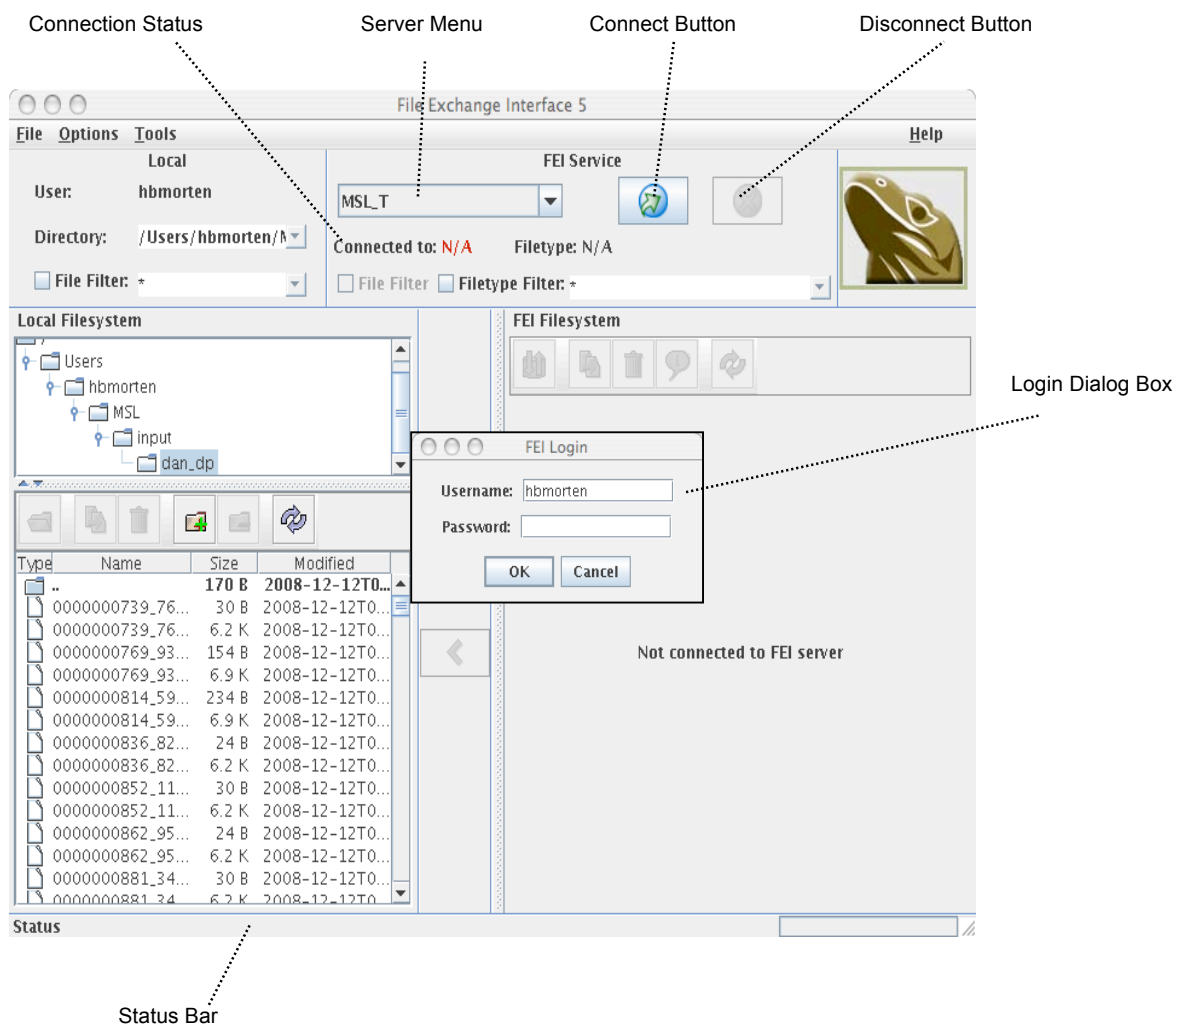 Connection Status Server Menu Connect Button Disconnect Button
File Exchange Interface 5
File Options Tools Help
Local FEI Service
User: hbmorten
MSL_T
Directory: /Users/hbmorten/
Connected to: N/A Filetype: N/A
File Filter: *
File Filter Filetype Filter: *
Local Filesystem FEI Filesystem
/
Users
hbmorten
MSL
input
dan_dp
Login Dialog Box
FEI Login
Username: hbmorten
Password:
OK Cancel
Type Name Size Modified
.. 170 B 2008-12-12T0...
0000000739_76... 30 B 2008-12-12T0...
0000000739_76... 6.2 K 2008-12-12T0...
0000000769_93... 154 B 2008-12-12T0...
0000000769_93... 6.9 K 2008-12-12T0...
0000000814_59... 234 B 2008-12-12T0...
0000000814_59... 6.9 K 2008-12-12T0...
0000000836_82... 24 B 2008-12-12T0...
0000000836_82... 6.2 K 2008-12-12T0...
0000000852_11... 30 B 2008-12-12T0...
0000000852_11... 6.2 K 2008-12-12T0...
0000000862_95... 24 B 2008-12-12T0...
0000000862_95... 6.2 K 2008-12-12T0...
0000000881_34... 30 B 2008-12-12T0...
0000000881_34... 6.2 K 2008-12-12T0...
Not connected to FEI server
Status
Status Bar